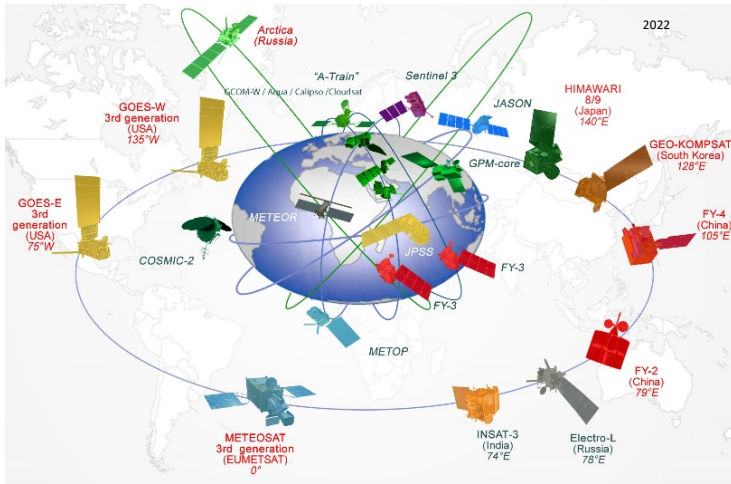 2022
Arctica
(Russia)
"A-Train"
GCOM-W / Aqua / Calipso /Cloudsat
Sentinel 3
JASON
HIMAWARI
8/9
(Japan)
140°E
GOES-W
3rd generation
(USA)
135°W
GPM-core
GEO-KOMPSAT
(South Korea)
128°E
GOES-E
3rd
generation
(USA)
75°W
METEOR
FY-4
(China)
105°E
COSMIC-2
JPSS
FY-3
FY-3
METOP
FY-2
(China)
79°E
METEOSAT
3rd generation
(EUMETSAT)
0°
INSAT-3
(India)
74°E
Electro-L
(Russia)
78°E